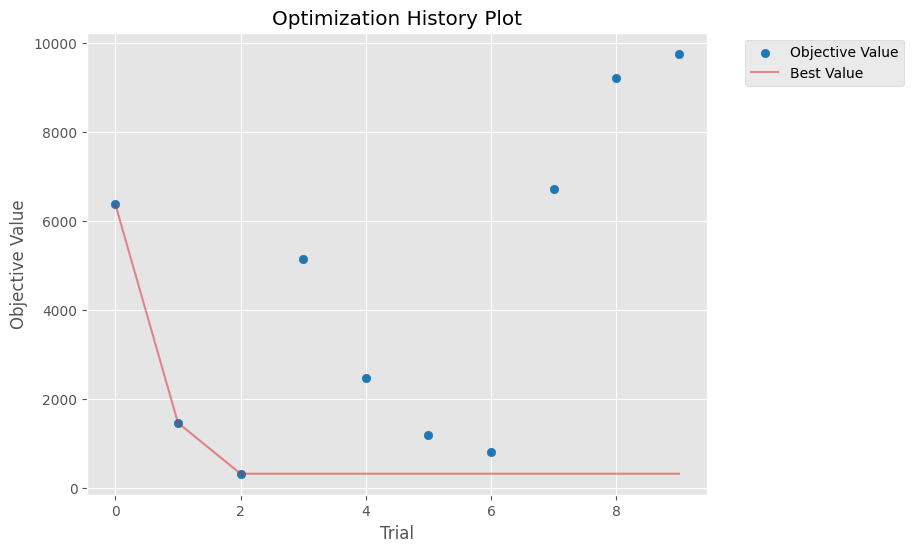 Optimization History Plot
Objective Value
Best Value
Objective Value
10000
8000
6000
4000
2000
0
0 2 4 6 8
Trial